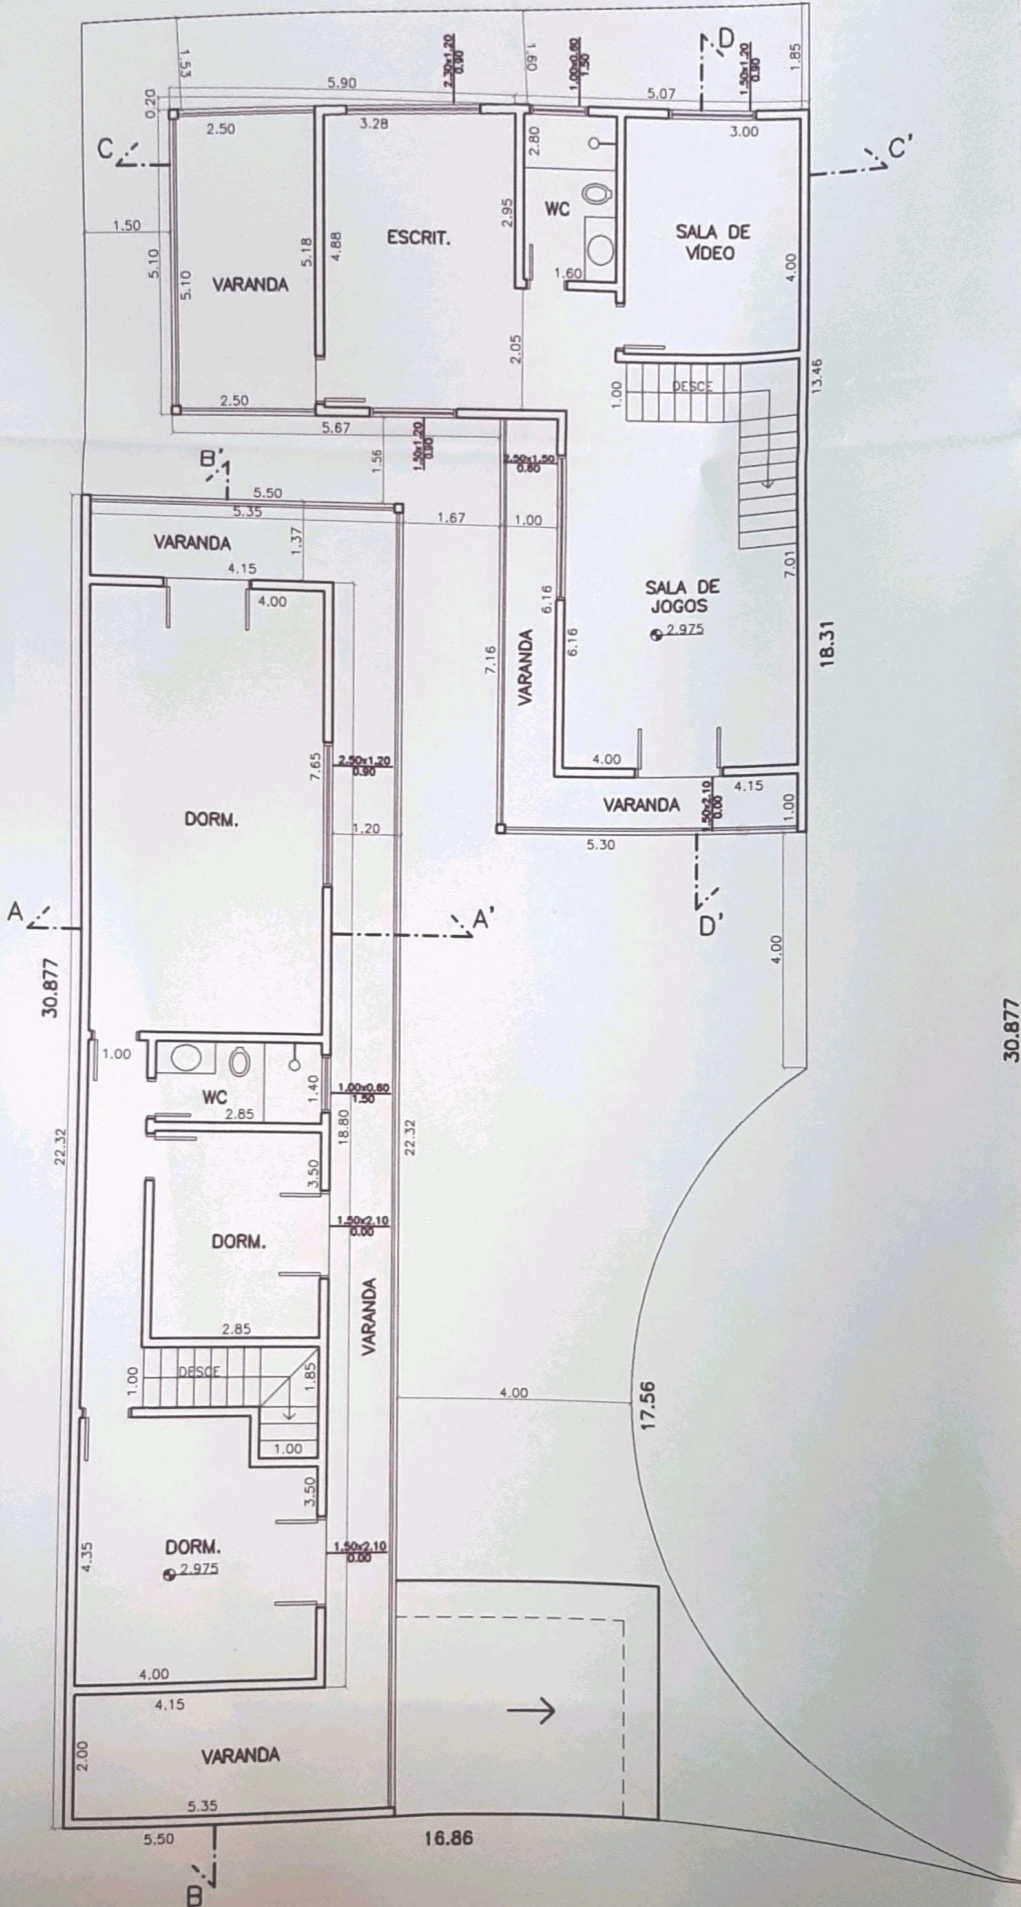 D
1.53
2.30x1.20
0.90
1.60
1.00x0.60
1.50
1.50x1.20
0.90
1.85
5.90
5.07
0.20
2.50
3.28
2.80
3.00
C
C'
WC
1.50
ESCRIT.
2.95
SALA DE
VÍDEO
5.10
5.10
5.18
4.88
4.00
VARANDA
1.60
2.05
13.46
1.00
DESCE
2.50
5.67
1.50x1.20
0.90
1.56
B'
2.50x1.50
0.60
5.50
5.35
1.67
1.00
VARANDA
1.37
4.15
4.00
7.01
SALA DE
JOGOS
2.975
6.16
6.16
7.16
VARANDA
18.31
7.65
2.50x1.20
0.90
4.00
4.15
DORM.
VARANDA
1.50x2.10
0.00
1.00
1.20
5.30
A
A'
D'
4.00
30.877
30.877
1.00
WC
2.85
1.40
1.00x0.60
1.50
18.80
22.32
22.32
3.50
DORM.
1.50x2.10
0.00
VARANDA
2.85
1.00
DESCE
1.85
4.00
17.56
1.00
3.50
DORM.
2.975
4.35
1.50x2.10
0.00
4.00
4.15
2.00
VARANDA
5.35
5.50
16.86
B